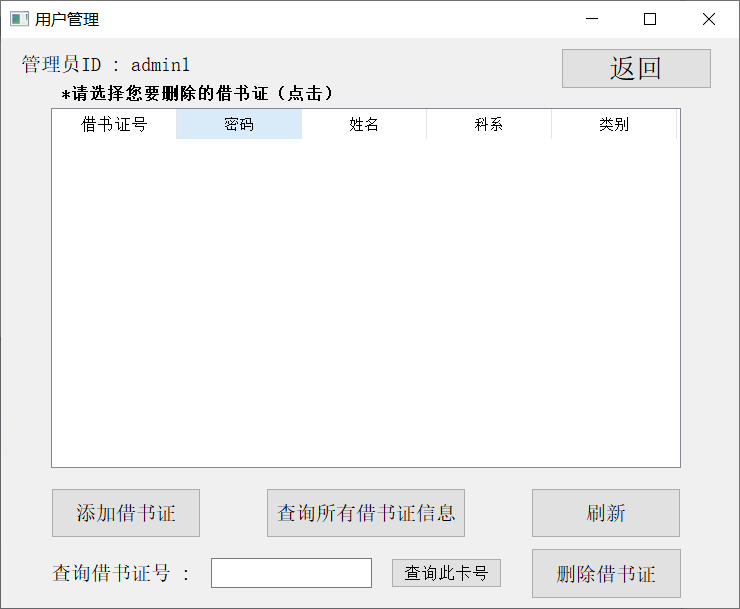 用户管理
管理员ID : admin1
返回
*请选择您要删除的借书证（点击）
借书证号 密码 姓名 科系 类别
添加借书证 查询所有借书证信息 刷新
查询借书证号 : 查询此卡号 删除借书证